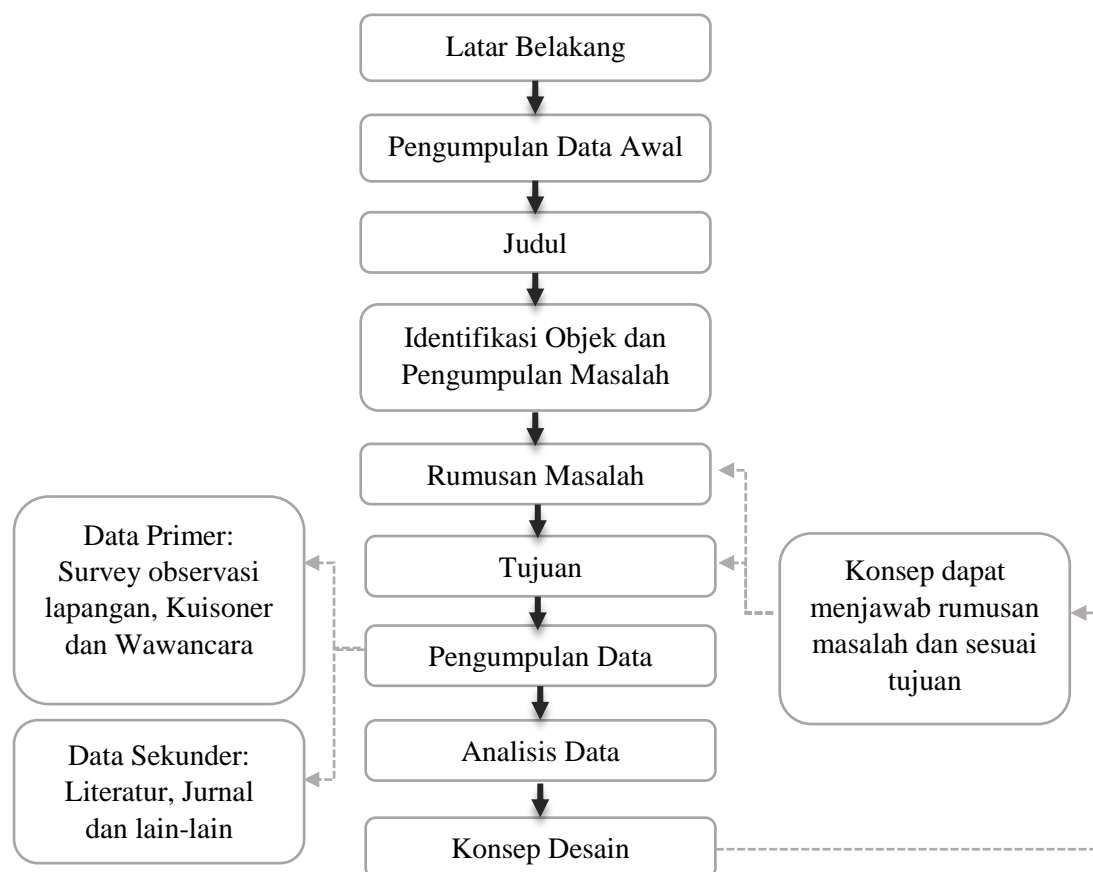 Latar Belakang
Pengumpulan Data Awal
Judul
Identifikasi Objek dan
Pengumpulan Masalah
Rumusan Masalah
Tujuan
Pengumpulan Data
Analisis Data
Konsep Desain
Data Primer:
Survey observasi
lapangan, Kuisoner
dan Wawancara
Data Sekunder:
Literatur, Jurnal
dan lain-lain
Konsep dapat
menjawab rumusan
masalah dan sesuai
tujuan